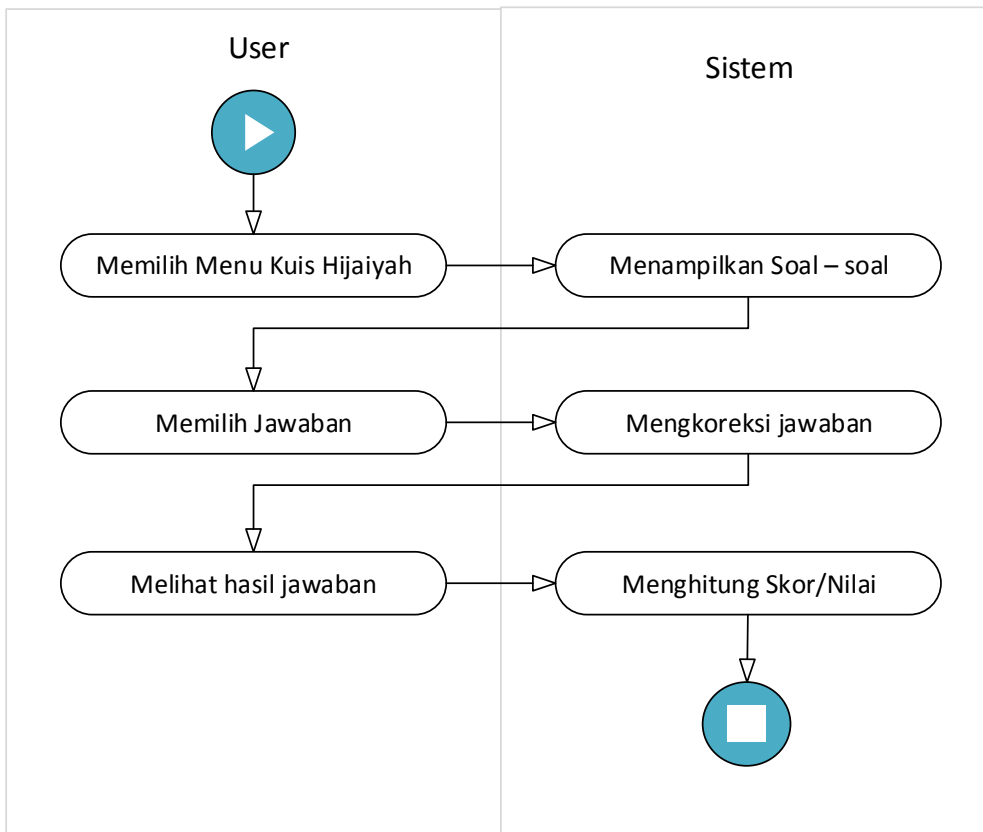 User
Sistem
Memilih Menu Kuis Hijaiyah
Menampilkan Soal – soal
Memilih Jawaban
Mengkoreksi jawaban
Melihat hasil jawaban
Menghitung Skor/Nilai